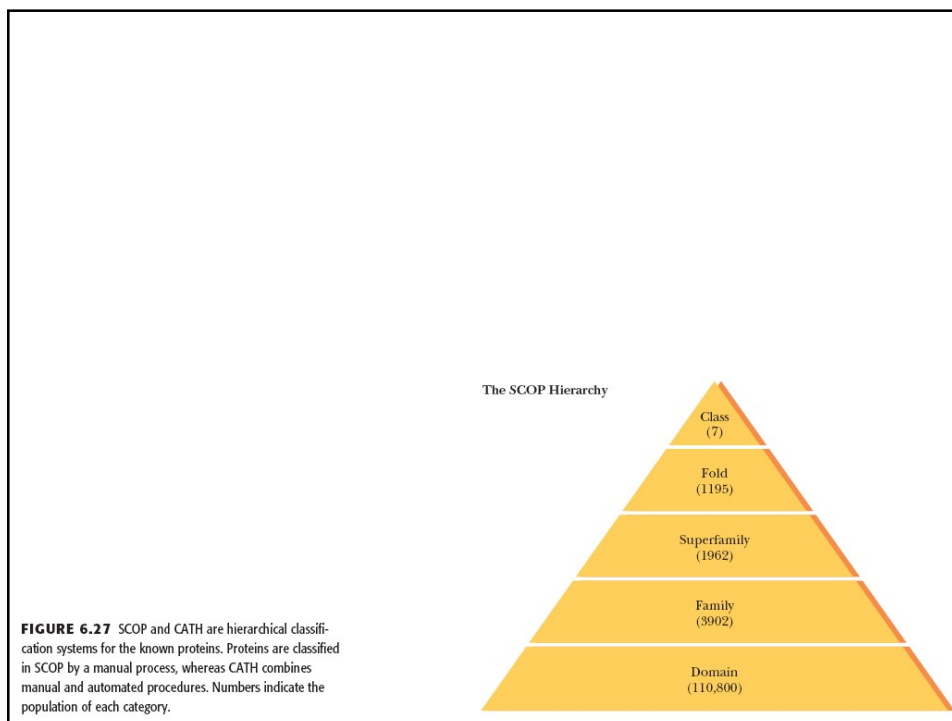 The SCOP Hierarchy
Class
(7)
Fold
(1195)
Superfamily
(1962)
Family
(3902)
Domain
(110,800)
FIGURE 6.27 SCOP and CATH are hierarchical classifi-
cation systems for the known proteins. Proteins are classified
in SCOP by a manual process, whereas CATH combines
manual and automated procedures. Numbers indicate the
population of each category.